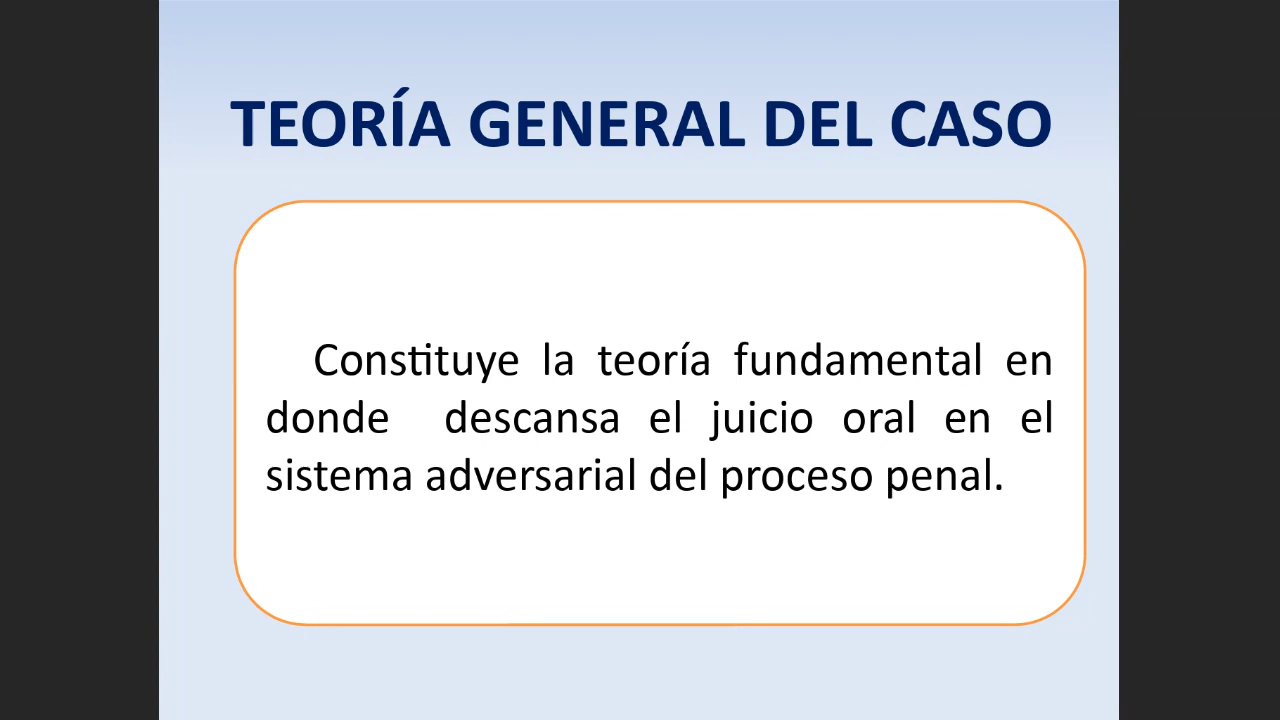 TEORÍA GENERAL DEL CASO
Constituye la teoría fundamental en
donde descansa el juicio oral en el
sistema adversarial del proceso penal.